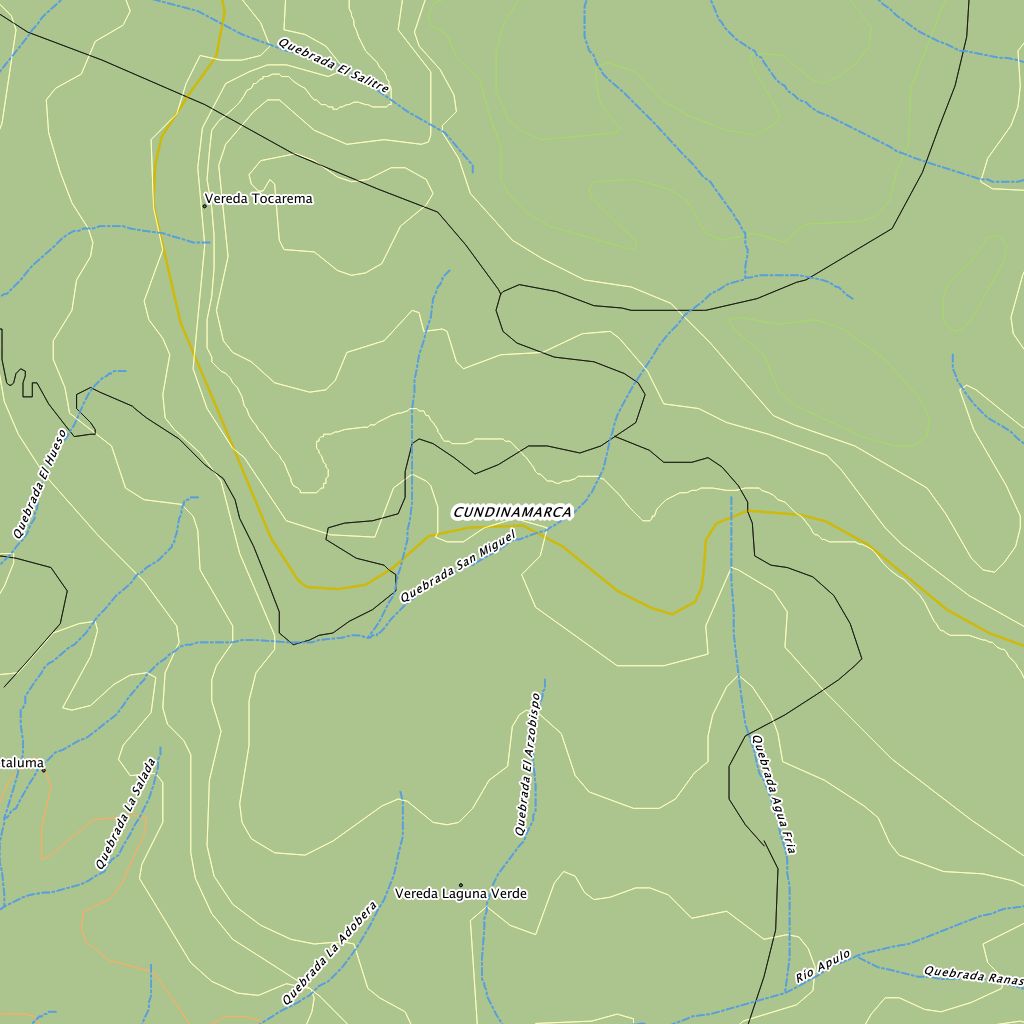 Quebrada El Salitre
Vereda Tocarema
Quebrada El Hueso
CUNDINAMARCA
Quebrada San Miguel
Quebrada El Arzobispo
taluma
Quebrada La Salada
Quebrada Agua Fria
Vereda Laguna Verde
Quebrada La Adobera
Río Apulo
Quebrada Ranas